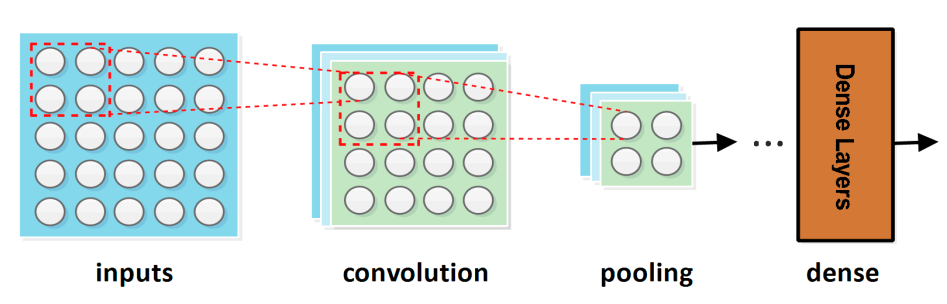 Dense Layers
inputs
convolution
pooling
dense